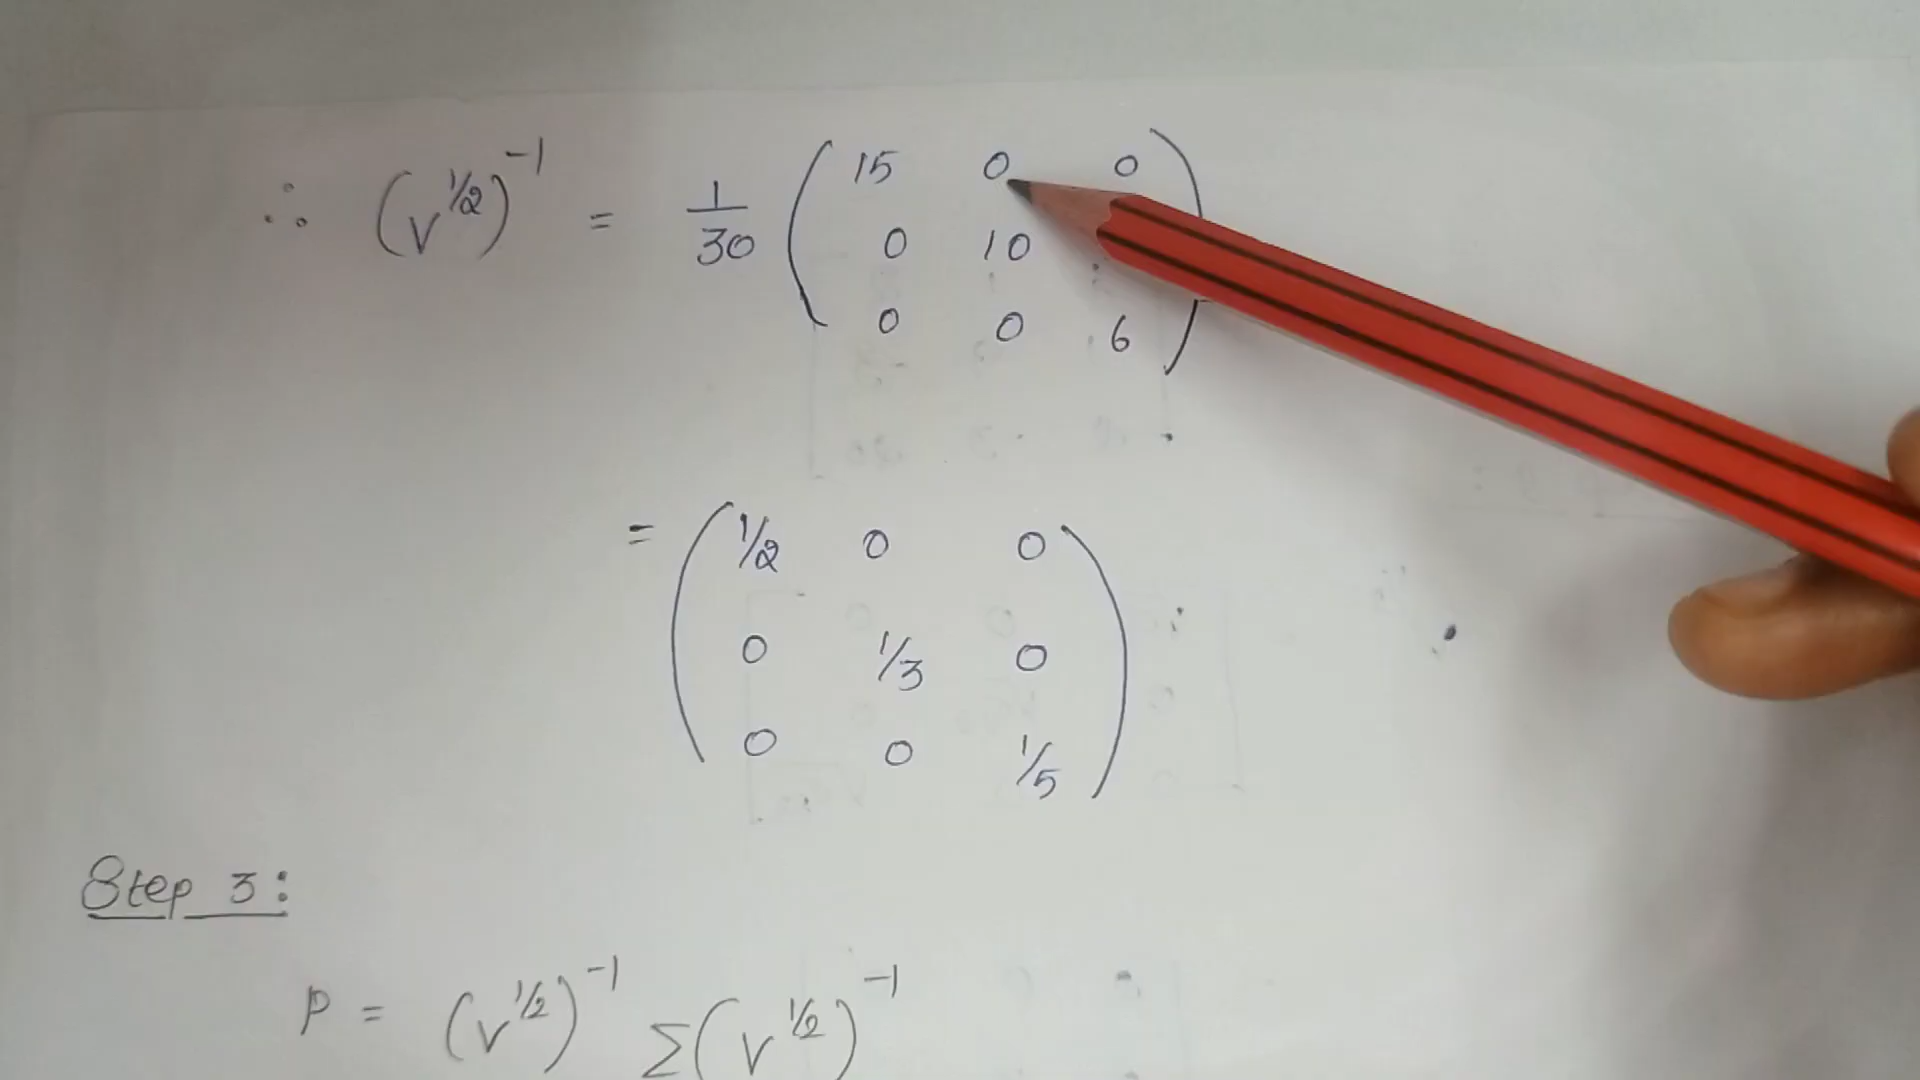 ∴ (V^1/2)^-1 = 1/30 ( 15 0 0
0 10
0 0 6 )
= ( 1/2 0 0
0 1/3 0
0 0 1/5 )
Step 3:
P = (V^1/2)^-1 Σ (V^1/2)^-1